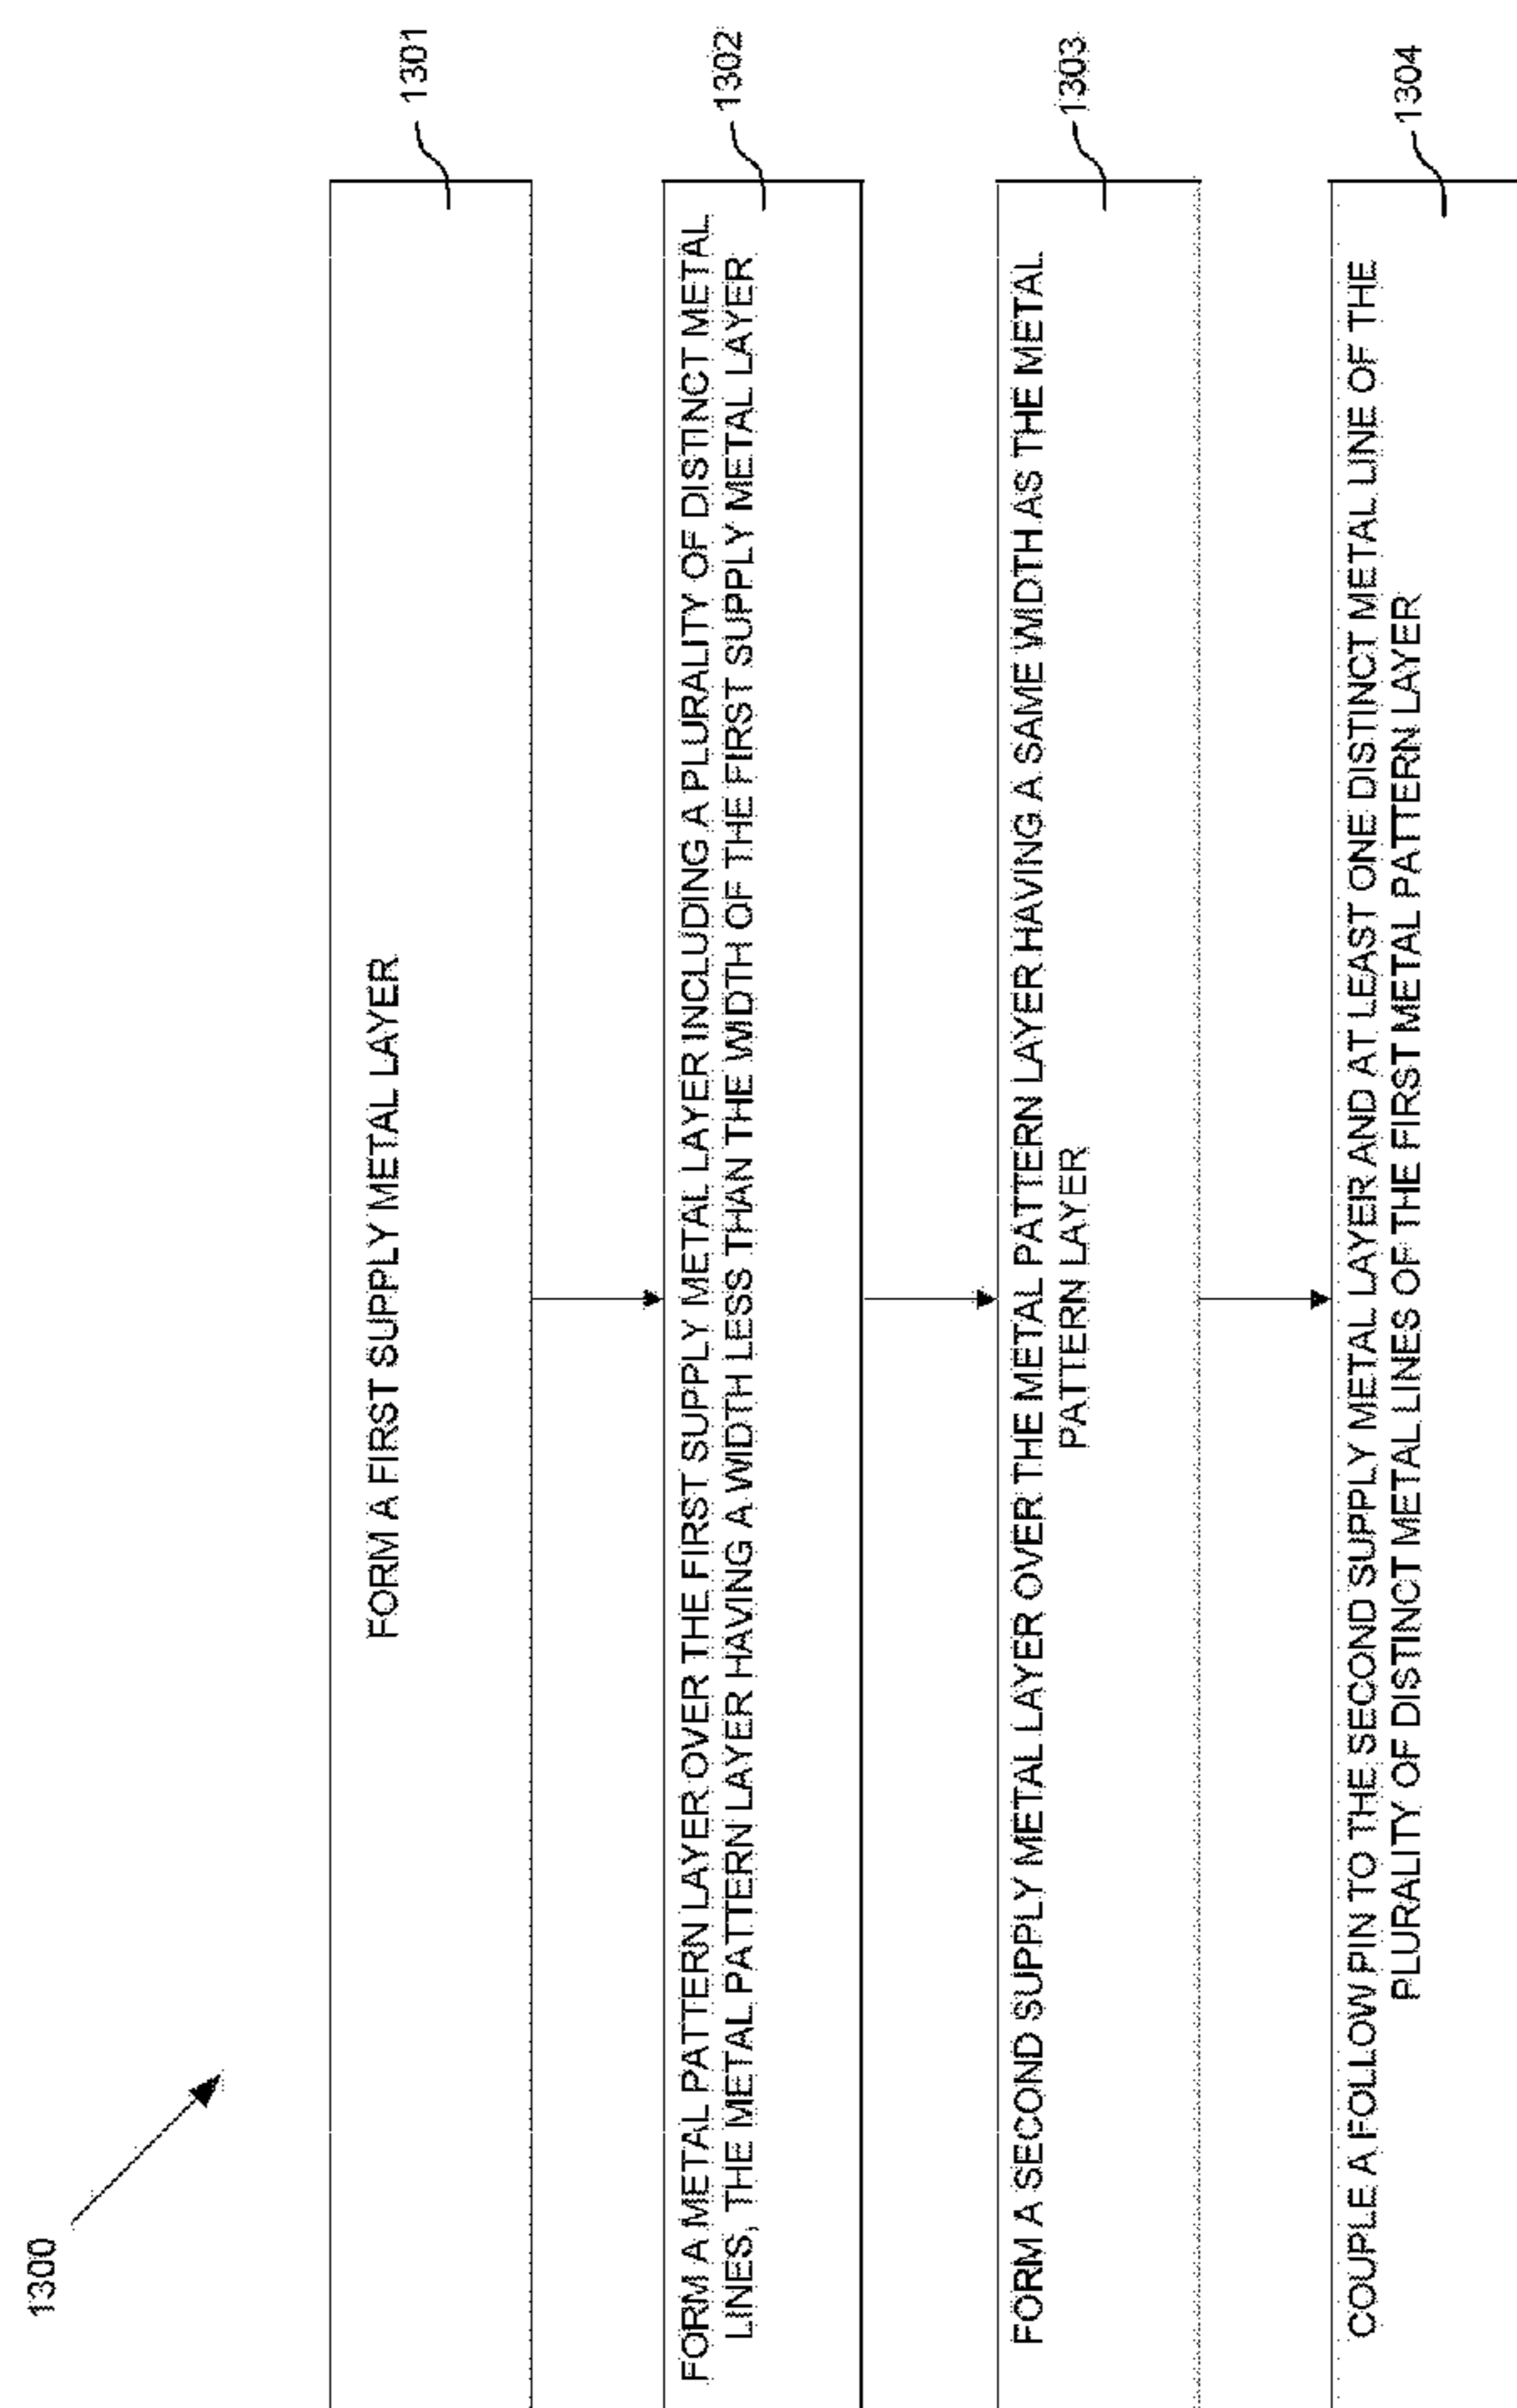 1300
FORM A FIRST SUPPLY METAL LAYER
1301
FORM A METAL PATTERN LAYER OVER THE FIRST SUPPLY METAL LAYER INCLUDING A PLURALITY OF DISTINCT METAL
LINES, THE METAL PATTERN LAYER HAVING A WIDTH LESS THAN THE WIDTH OF THE FIRST SUPPLY METAL LAYER
1302
FORM A SECOND SUPPLY METAL LAYER OVER THE METAL PATTERN LAYER HAVING A SAME WIDTH AS THE METAL
PATTERN LAYER
1303
COUPLE A FOLLOW PIN TO THE SECOND SUPPLY METAL LAYER AND AT LEAST ONE DISTINCT METAL LINE OF THE
PLURALITY OF DISTINCT METAL LINES OF THE FIRST METAL PATTERN LAYER
1304